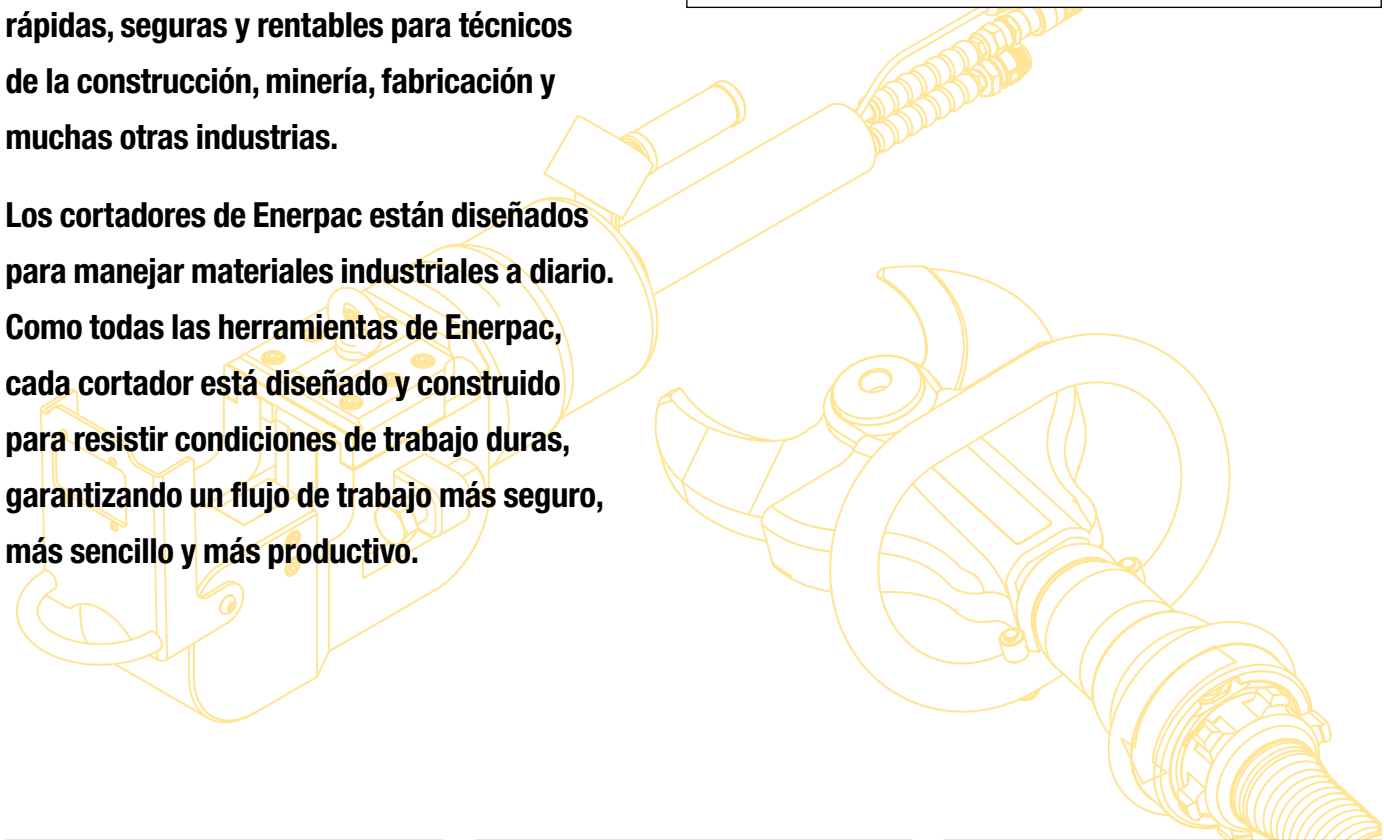 rápidas, seguras y rentables para técnicos
de la construcción, minería, fabricación y
muchas otras industrias.
Los cortadores de Enerpac están diseñados
para manejar materiales industriales a diario.
Como todas las herramientas de Enerpac,
cada cortador está diseñado y construido
para resistir condiciones de trabajo duras,
garantizando un flujo de trabajo más seguro,
más sencillo y más productivo.